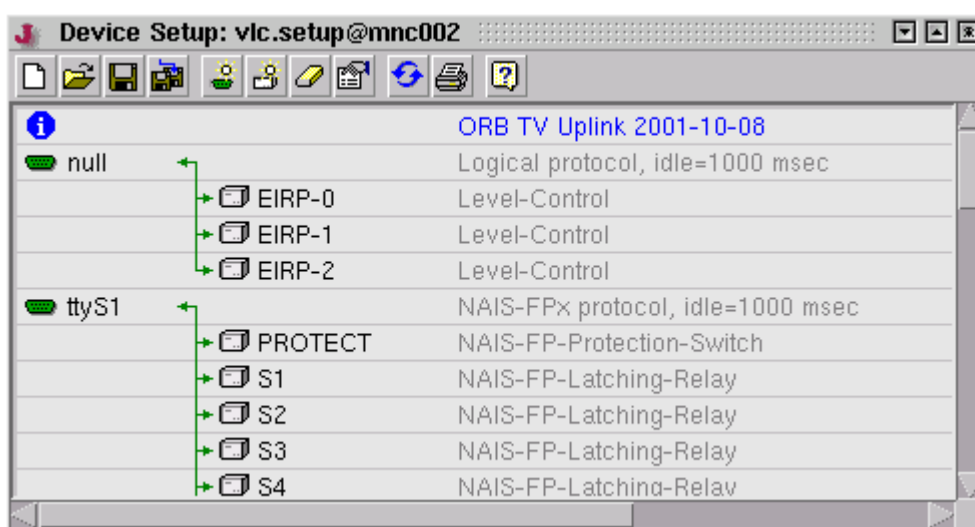 Device Setup: vlc.setup@mnc002
ORB TV Uplink 2001-10-08
null Logical protocol, idle=1000 msec
EIRP-0 Level-Control
EIRP-1 Level-Control
EIRP-2 Level-Control
ttyS1 NAIS-FPx protocol, idle=1000 msec
PROTECT NAIS-FP-Protection-Switch
S1 NAIS-FP-Latching-Relay
S2 NAIS-FP-Latching-Relay
S3 NAIS-FP-Latching-Relay
S4 NAIS-FP-Latching-Relay